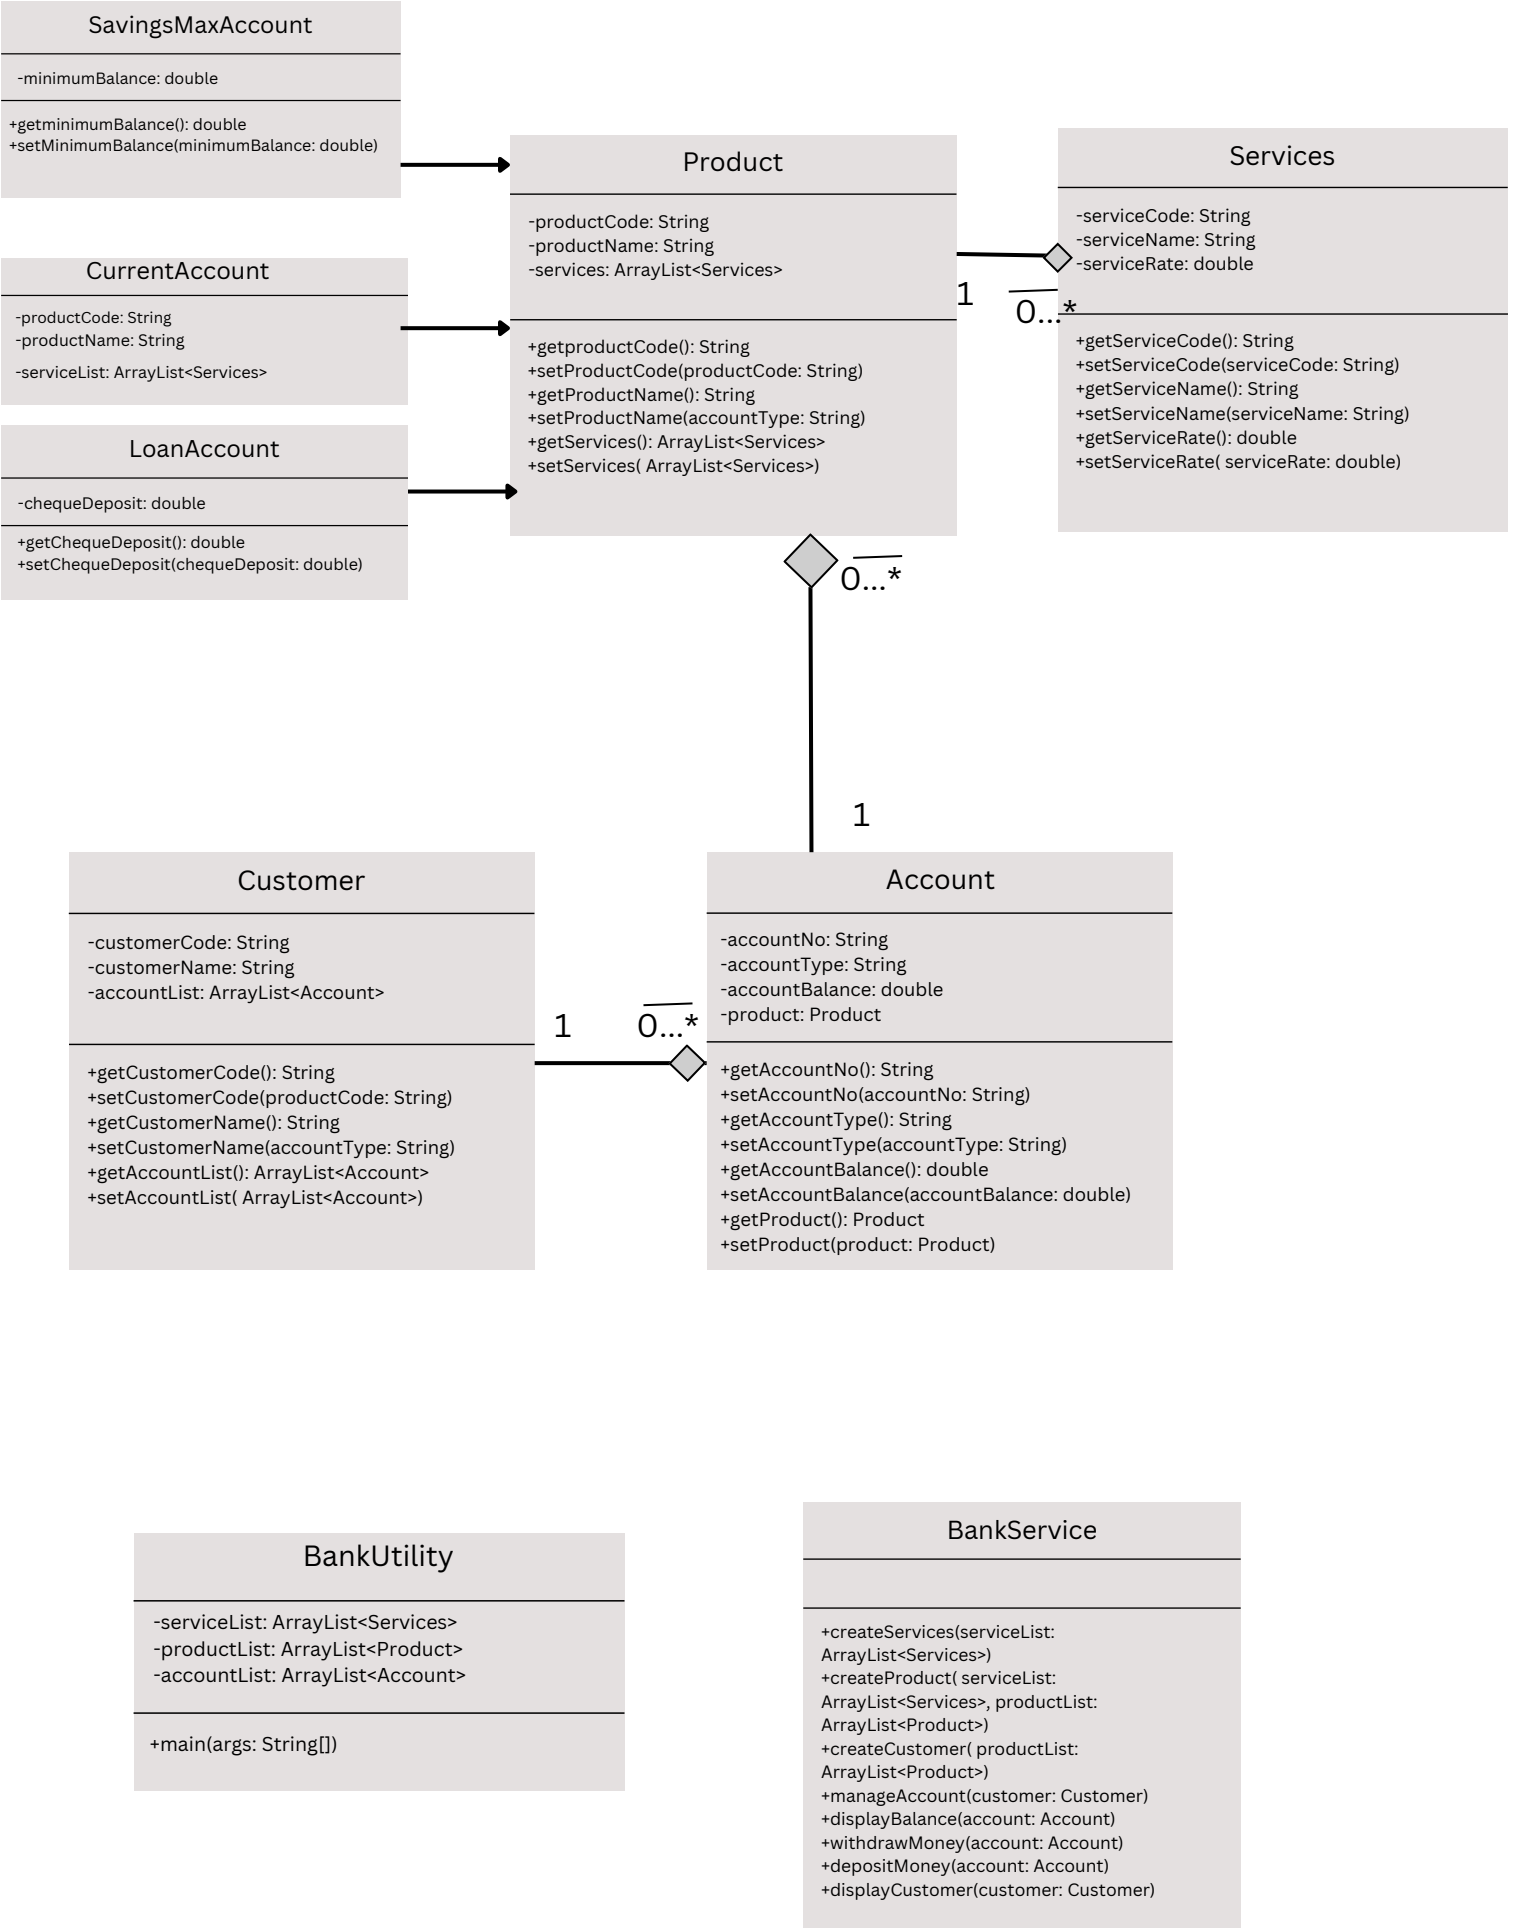 SavingsMaxAccount
-minimumBalance: double
+getminimumBalance(): double
+setMinimumBalance(minimumBalance: double)
CurrentAccount
-productCode: String
-productName: String
-serviceList: ArrayList<Services>
LoanAccount
-chequeDeposit: double
+getChequeDeposit(): double
+setChequeDeposit(chequeDeposit: double)
Product
-productCode: String
-productName: String
-services: ArrayList<Services>
+getproductCode(): String
+setProductCode(productCode: String)
+getProductName(): String
+setProductName(accountType: String)
+getServices(): ArrayList<Services>
+setServices( ArrayList<Services>)
1
0...*
Services
-serviceCode: String
-serviceName: String
-serviceRate: double
+getServiceCode(): String
+setServiceCode(serviceCode: String)
+getServiceName(): String
+setServiceName(serviceName: String)
+getServiceRate(): double
+setServiceRate( serviceRate: double)
0...*
1
Customer
-customerCode: String
-customerName: String
-accountList: ArrayList<Account>
+getCustomerCode(): String
+setCustomerCode(productCode: String)
+getCustomerName(): String
+setCustomerName(accountType: String)
+getAccountList(): ArrayList<Account>
+setAccountList( ArrayList<Account>)
1
0...*
Account
-accountNo: String
-accountType: String
-accountBalance: double
-product: Product
+getAccountNo(): String
+setAccountNo(accountNo: String)
+getAccountType(): String
+setAccountType(accountType: String)
+getAccountBalance(): double
+setAccountBalance(accountBalance: double)
+getProduct(): Product
+setProduct(product: Product)
BankUtility
-serviceList: ArrayList<Services>
-productList: ArrayList<Product>
-accountList: ArrayList<Account>
+main(args: String[])
BankService
+createServices(serviceList:
ArrayList<Services>)
+createProduct( serviceList:
ArrayList<Services>, productList:
ArrayList<Product>)
+createCustomer( productList:
ArrayList<Product>)
+manageAccount(customer: Customer)
+displayBalance(account: Account)
+withdrawMoney(account: Account)
+depositMoney(account: Account)
+displayCustomer(customer: Customer)